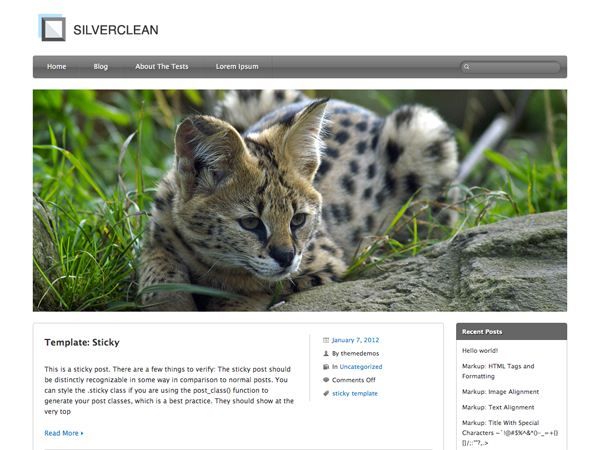 SILVERCLEAN
Home Blog About The Tests Lorem Ipsum
Template: Sticky
This is a sticky post. There are a few things to verify: The sticky post should
be distinctly recognizable in some way in comparison to normal posts. You
can style the .sticky class if you are using the post_class() function to
generate your post classes, which is a best practice. They should show at the
very top
Read More
January 7, 2012
By themedemos
In Uncategorized
Comments Off
sticky template
Recent Posts
Hello world!
Markup: HTML Tags and
Formatting
Markup: Image Alignment
Markup: Text Alignment
Markup: Title With Special
Characters ~`!@#$%^&*()-_=+{}
[]/;:'"?,.>